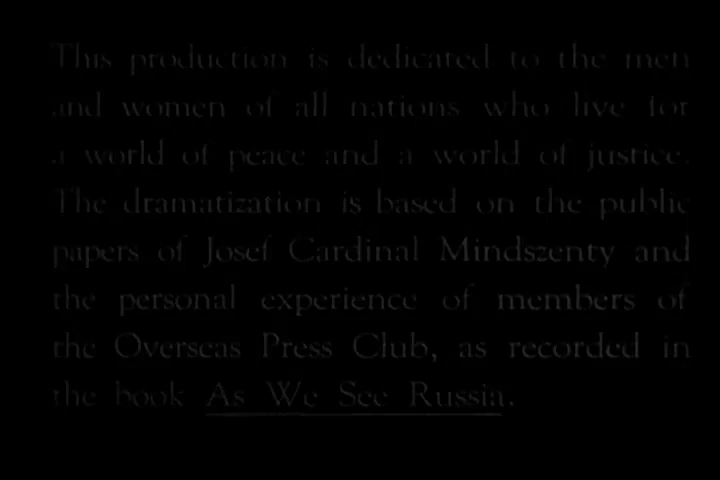 This production is dedicated to the men
and women of all nations who live for
a world of peace and a world of justice.
The dramatization is based on the public
papers of Josef Cardinal Mindszenty and
the personal experience of members of
the Overseas Press Club, as recorded in
the book As We See Russia.